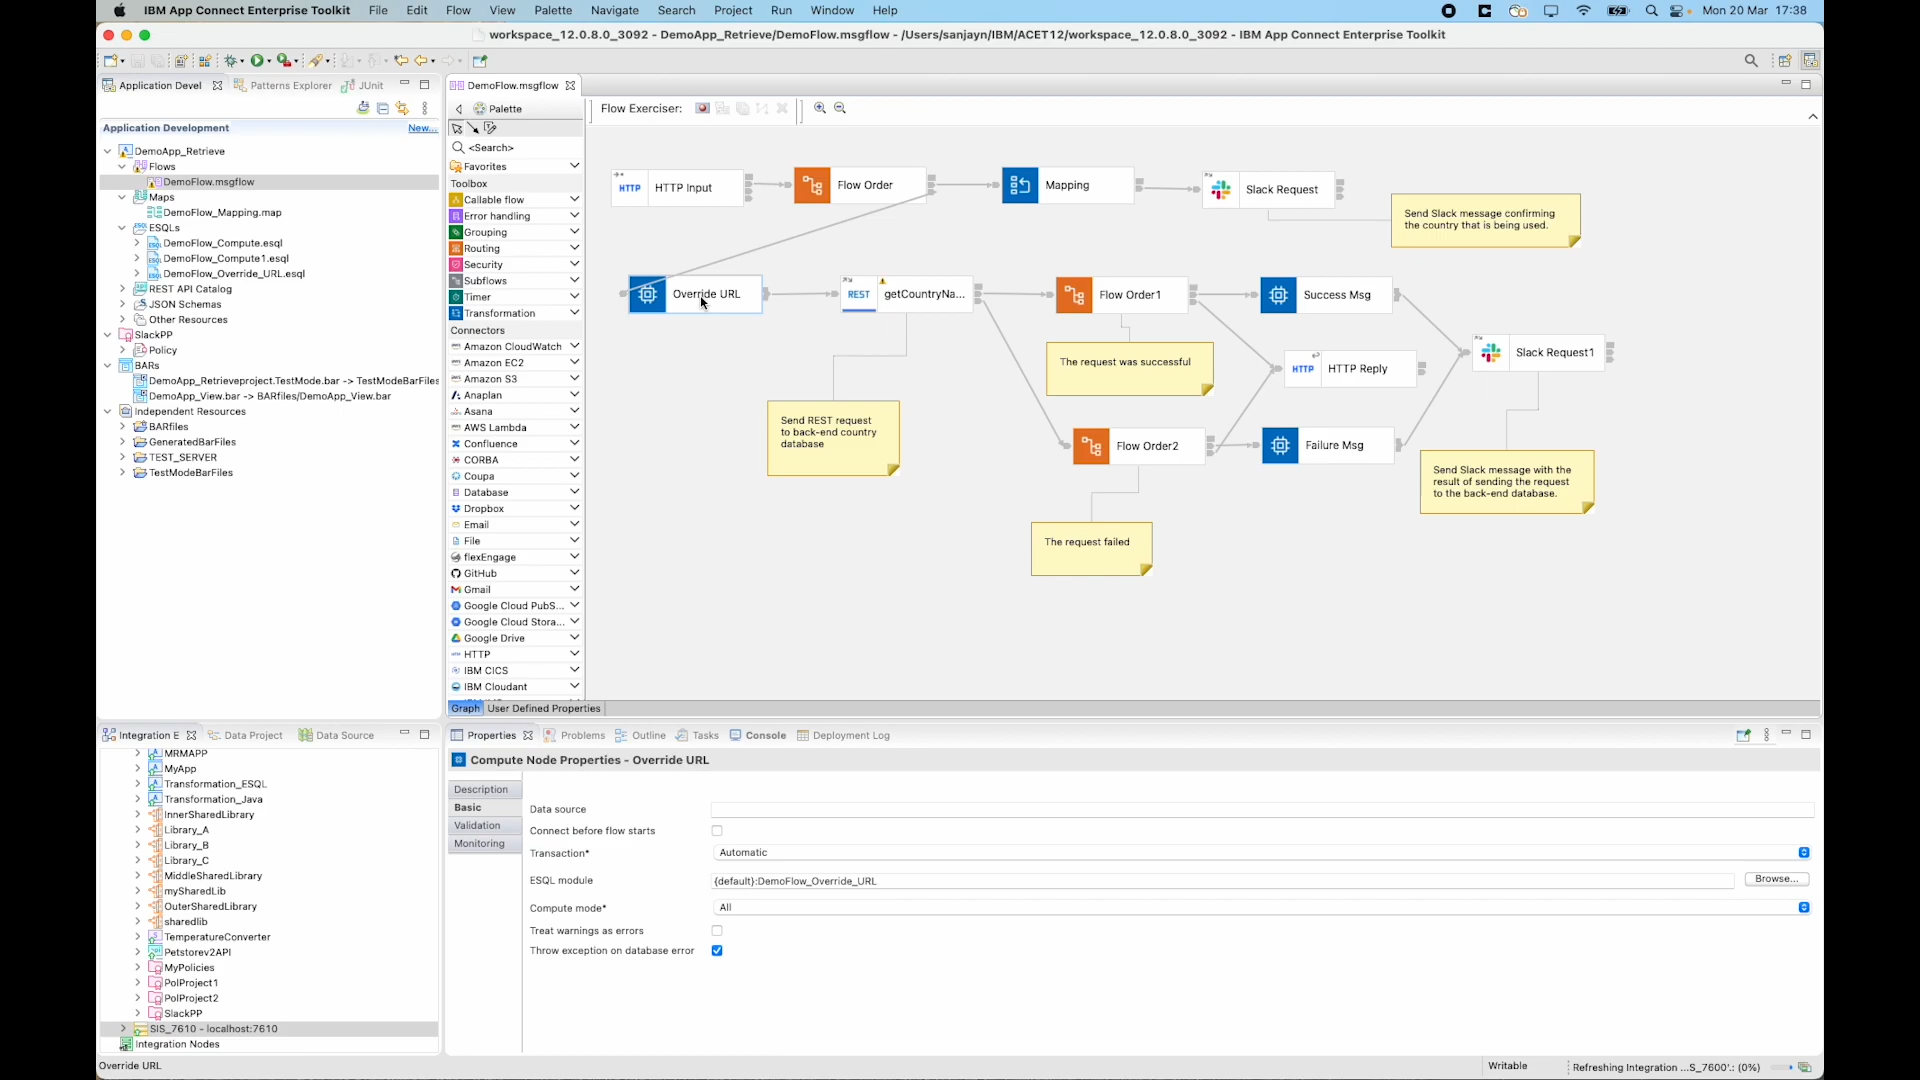 IBM App Connect Enterprise Toolkit File Edit Flow View Palette Navigate Search Project Run Window Help Mon 20 Mar 17:38
workspace_12.0.8.0_3092 - DemoApp_Retrieve/DemoFlow.msgflow - /Users/sanjayn/IBM/ACET12/workspace_12.0.8.0_3092 - IBM App Connect Enterprise Toolkit
Application Devel Patterns Explorer JUnit
Application Development New...
DemoApp_Retrieve
Flows
DemoFlow.msgflow
Maps
DemoFlow_Mapping.map
ESQLs
DemoFlow_Compute.esql
DemoFlow_Compute1.esql
DemoFlow_Override_URL.esql
REST API Catalog
JSON Schemas
Other Resources
SlackPP
Policy
BARs
DemoApp_Retrieveproject.TestMode.bar -> TestModeBarFiles
DemoApp_View.bar -> BARfiles/DemoApp_View.bar
Independent Resources
BARfiles
GeneratedBarFiles
TEST_SERVER
TestModeBarFiles
DemoFlow.msgflow
Palette
<Search>
Favorites
Toolbox
Callable flow
Error handling
Grouping
Routing
Security
Subflows
Timer
Transformation
Connectors
Amazon CloudWatch
Amazon EC2
Amazon S3
Anaplan
Asana
AWS Lambda
Confluence
CORBA
Coupa
Database
Dropbox
Email
File
flexEngage
GitHub
Gmail
Google Cloud PubS...
Google Cloud Stora...
Google Drive
HTTP
IBM CICS
IBM Cloudant
Flow Exerciser:
HTTP HTTP Input
Flow Order
Mapping
Slack Request
Send Slack message confirming
the country that is being used.
Override URL
REST getCountryNa...
Flow Order1
Success Msg
The request was successful
HTTP HTTP Reply
Slack Request1
Send REST request
to back-end country
database
Flow Order2
Failure Msg
Send Slack message with the
result of sending the request
to the back-end database.
The request failed
Graph User Defined Properties
Integration E Data Project Data Source
MRMAPP
MyApp
Transformation_ESQL
Transformation_Java
InnerSharedLibrary
Library_A
Library_B
Library_C
MiddleSharedLibrary
mySharedLib
OuterSharedLibrary
sharedlib
TemperatureConverter
Petstorev2API
MyPolicies
PolProject1
PolProject2
SlackPP
SIS_7610 - localhost:7610
Integration Nodes
Properties Problems Outline Tasks Console Deployment Log
Compute Node Properties - Override URL
Description
Basic
Validation
Monitoring
Data source
Connect before flow starts
Transaction* Automatic
ESQL module {default}:DemoFlow_Override_URL Browse...
Compute mode* All
Treat warnings as errors
Throw exception on database error
Override URL Writable Refreshing Integration ...S_7600'.: (0%)